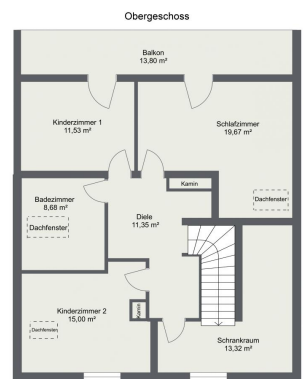 Obergeschoss
Balkon
13,80 m²
Kinderzimmer 1
11,53 m²
Schlafzimmer
19,67 m²
Kamin
Badezimmer
8,68 m²
Dachfenster
Dachfenster
Diele
11,35 m²
Kinderzimmer 2
15,00 m²
Kamin
Dachfenster
Schrankraum
13,32 m²